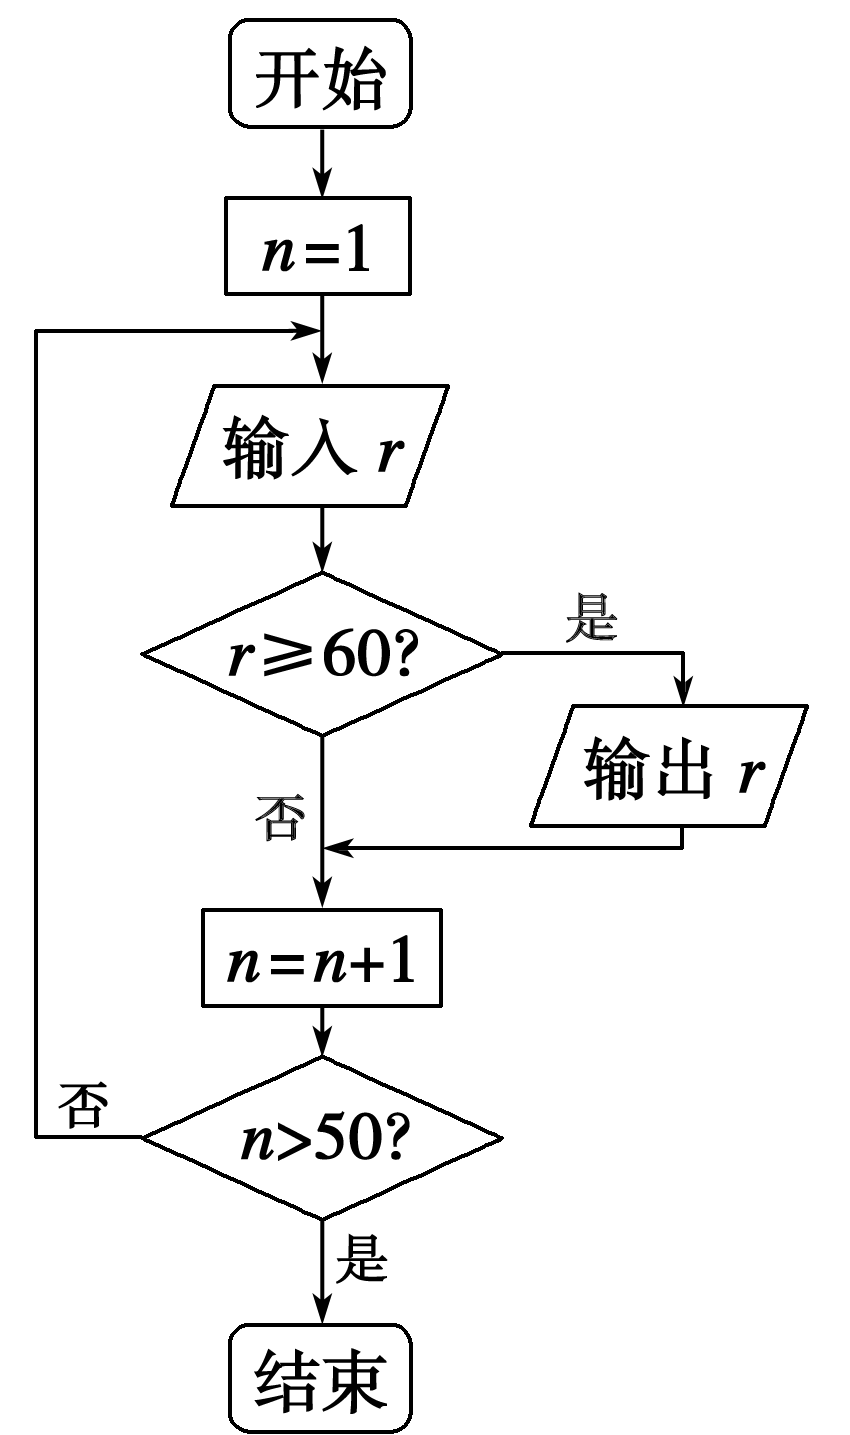 开始
n=1
输入 r
r⩾60?
是
输出 r
否
n=n+1
否
n>50?
是
结束